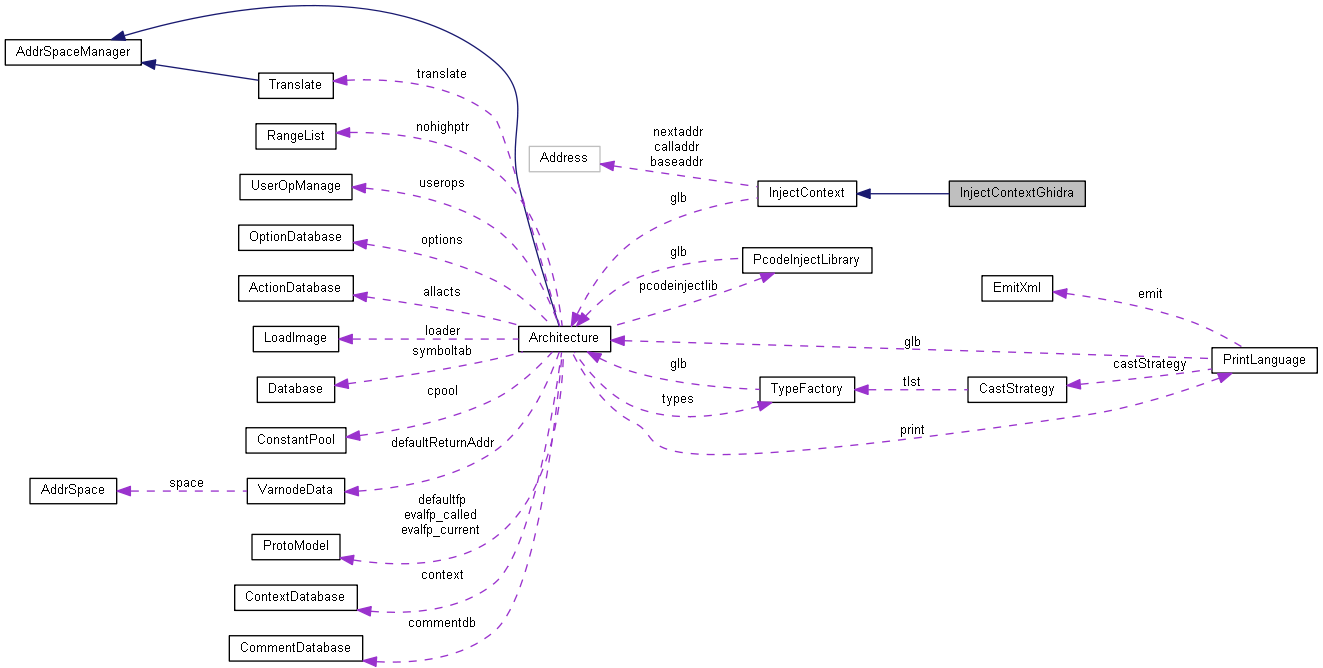 AddrSpaceManager
translate
Translate
nohighptr
RangeList
nextaddr
calladdr
baseaddr
Address
userops
UserOpManage
InjectContext
InjectContextGhidra
glb
options
OptionDatabase
glb
PcodeInjectLibrary
pcodeinjectlib
allacts
ActionDatabase
EmitXml
emit
loader
LoadImage
Architecture
glb
symboltab
PrintLanguage
castStrategy
glb
Database
cpool
types
TypeFactory
tlst
CastStrategy
print
ConstantPool
defaultReturnAddr
AddrSpace
space
VarnodeData
defaultfp
evalfp_called
evalfp_current
ProtoModel
context
ContextDatabase
commentdb
CommentDatabase